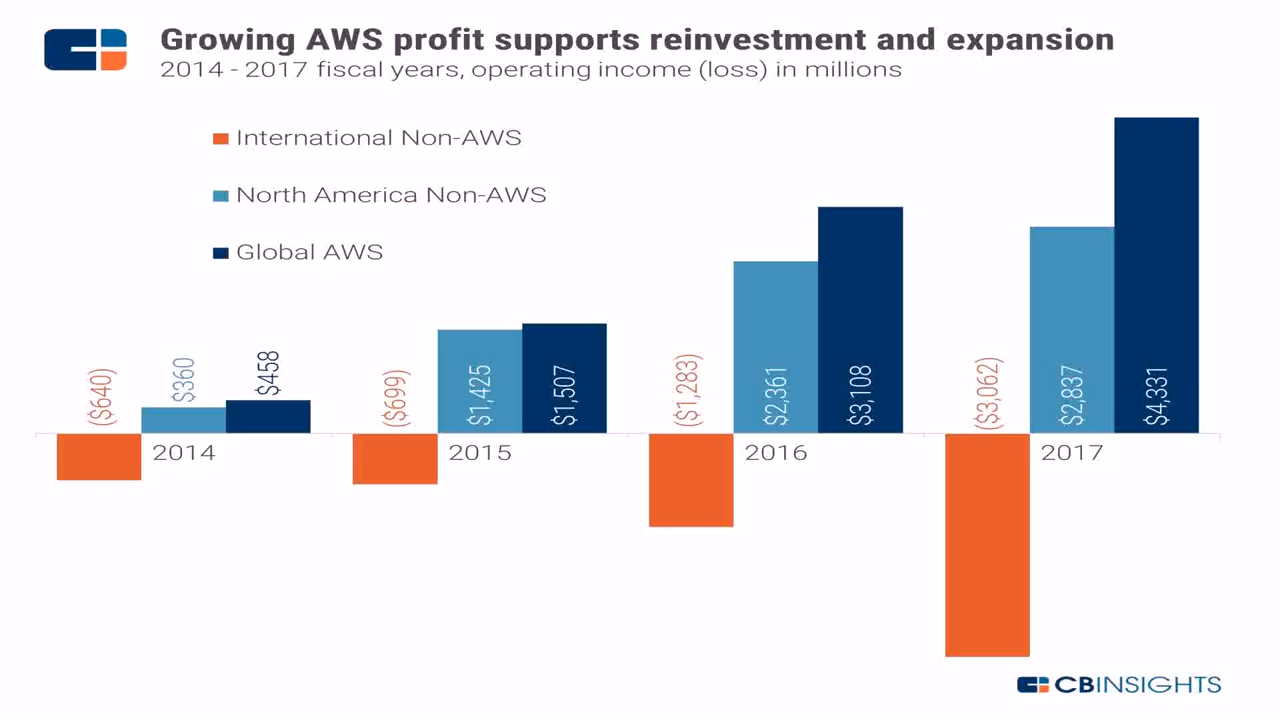 Growing AWS profit supports reinvestment and expansion
2014 - 2017 fiscal years, operating income (loss) in millions
International Non-AWS
North America Non-AWS
Global AWS
($640)
$360
$458
($699)
$1,425
$1,507
($1,283)
$2,361
$3,108
($3,062)
$2,837
$4,331
2014
2015
2016
2017
CBINSIGHTS